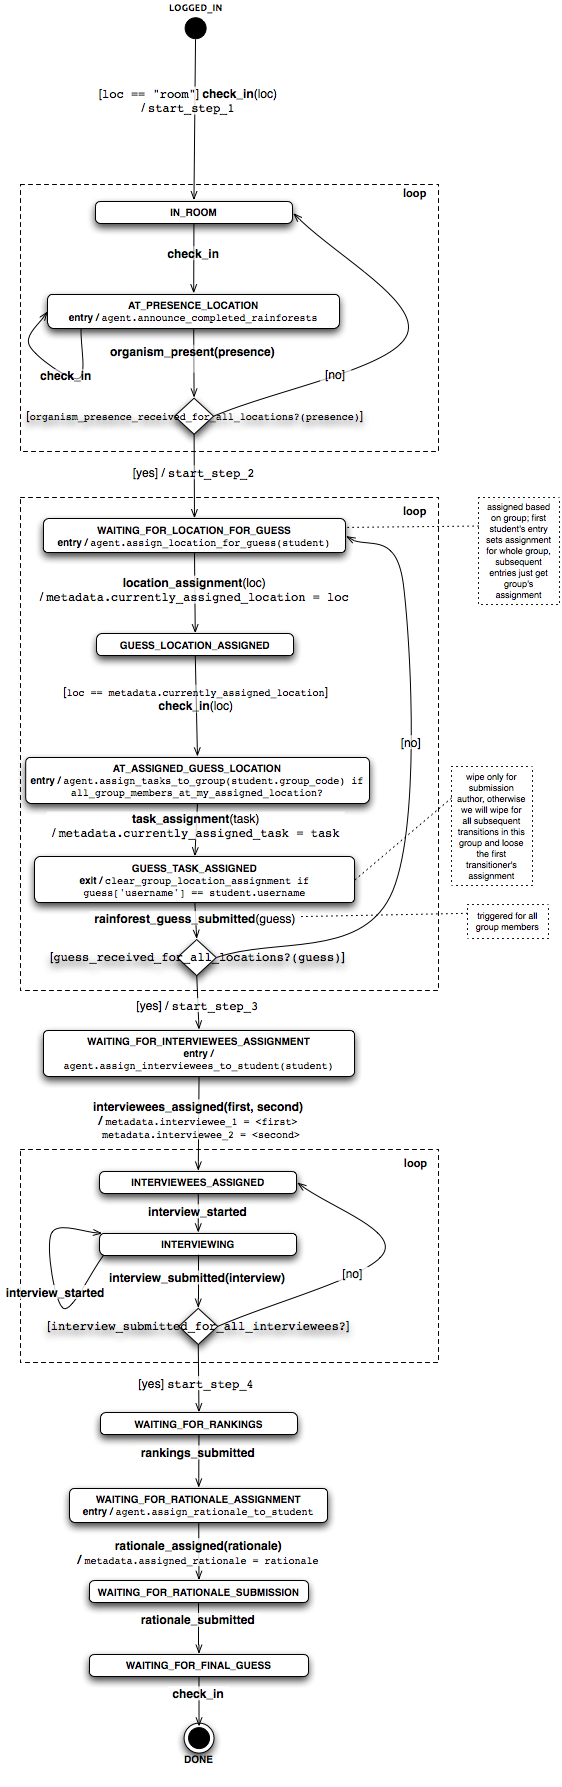 LOGGED_IN
[loc == "room"] check_in(loc)
/ start_step_1
loop
IN_ROOM
check_in
AT_PRESENCE_LOCATION
entry / agent.announce_completed_rainforests
organism_present(presence)
check_in
[no]
[organism_presence_received_for_all_locations?(presence)]
[yes] / start_step_2
loop
WAITING_FOR_LOCATION_FOR_GUESS
entry / agent.assign_location_for_guess(student)
assigned based
on group; first
student's entry
sets assignment
for whole group,
subsequent
entries just get
group's
assignment
location_assignment(loc)
/ metadata.currently_assigned_location = loc
GUESS_LOCATION_ASSIGNED
[loc == metadata.currently_assigned_location]
check_in(loc)
[no]
AT_ASSIGNED_GUESS_LOCATION
entry / agent.assign_tasks_to_group(student.group_code) if
all_group_members_at_my_assigned_location?
wipe only for
submission
author, otherwise
we will wipe for
all subsequent
transitions in this
group and loose
the first
transitioner's
assignment
task_assignment(task)
/ metadata.currently_assigned_task = task
GUESS_TASK_ASSIGNED
exit / clear_group_location_assignment if
guess['username'] == student.username
rainforest_guess_submitted(guess)
triggered for all
group members
[guess_received_for_all_locations?(guess)]
[yes] / start_step_3
WAITING_FOR_INTERVIEWEES_ASSIGNMENT
entry /
agent.assign_interviewees_to_student(student)
interviewees_assigned(first, second)
/ metadata.interviewee_1 = <first>
metadata.interviewee_2 = <second>
loop
INTERVIEWEES_ASSIGNED
interview_started
INTERVIEWING
interview_submitted(interview)
[no]
interview_started
[interview_submitted_for_all_interviewees?]
[yes] start_step_4
WAITING_FOR_RANKINGS
rankings_submitted
WAITING_FOR_RATIONALE_ASSIGNMENT
entry / agent.assign_rationale_to_student
rationale_assigned(rationale)
/ metadata.assigned_rationale = rationale
WAITING_FOR_RATIONALE_SUBMISSION
rationale_submitted
WAITING_FOR_FINAL_GUESS
check_in
DONE